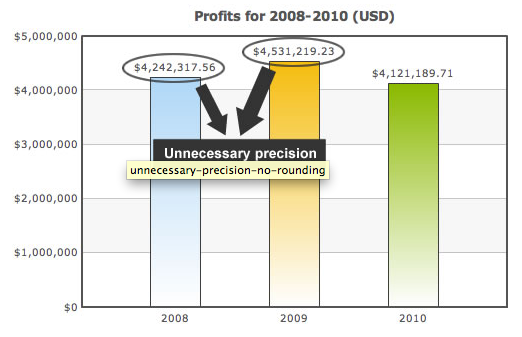 Profits for 2008-2010 (USD)
$5,000,000
$4,531,219.23
$4,242,317.56
$4,121,189.71
$4,000,000
$3,000,000
Unnecessary precision
unnecessary-precision-no-rounding
$2,000,000
$1,000,000
$0
2008 2009 2010